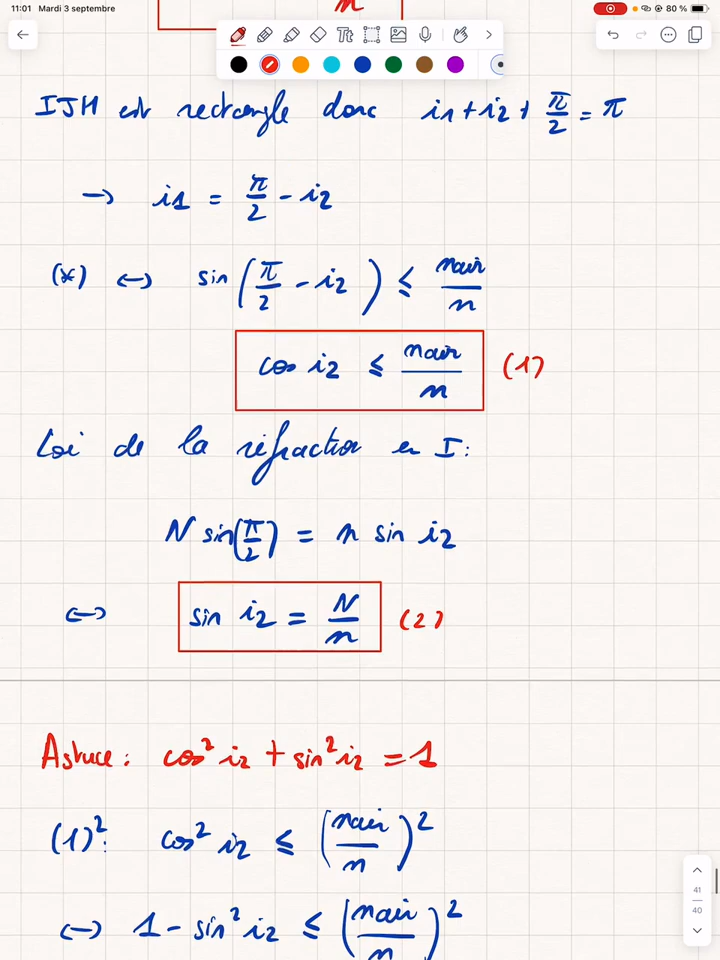 11:01 Mardi 3 septembre
80 %
n
IJH est rectangle donc i1 + i2 + π/2 = π
→ i1 = π/2 - i2
(*) ↔ sin(π/2 - i2) ≤ nair/n
cos i2 ≤ nair/n (1)
Loi de la réfraction en I :
N sin(π/2) = n sin i2
↔ sin i2 = N/n (2)
Astuce : cos² i2 + sin² i2 = 1
(1)² : cos² i2 ≤ (nair/n)²
41
40
↔ 1 - sin² i2 ≤ (nair/n)²